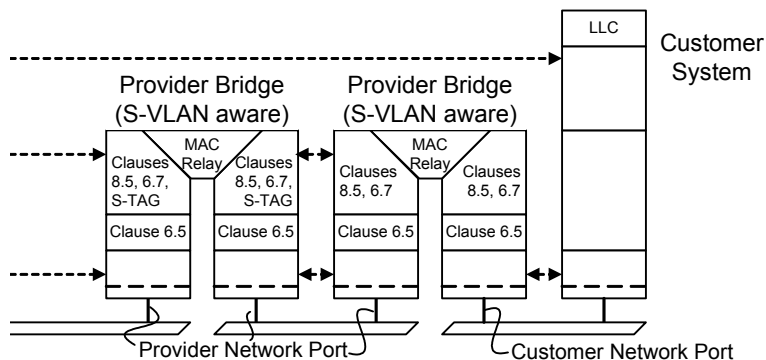 LLC
Customer
System
Provider Bridge
(S-VLAN aware)
Provider Bridge
(S-VLAN aware)
MAC
Relay
Clauses
8.5, 6.7,
S-TAG
Clauses
8.5, 6.7,
S-TAG
MAC
Relay
Clauses
8.5, 6.7
Clauses
8.5, 6.7
Clause 6.5
Clause 6.5
Clause 6.5
Clause 6.5
Provider Network Port
Customer Network Port